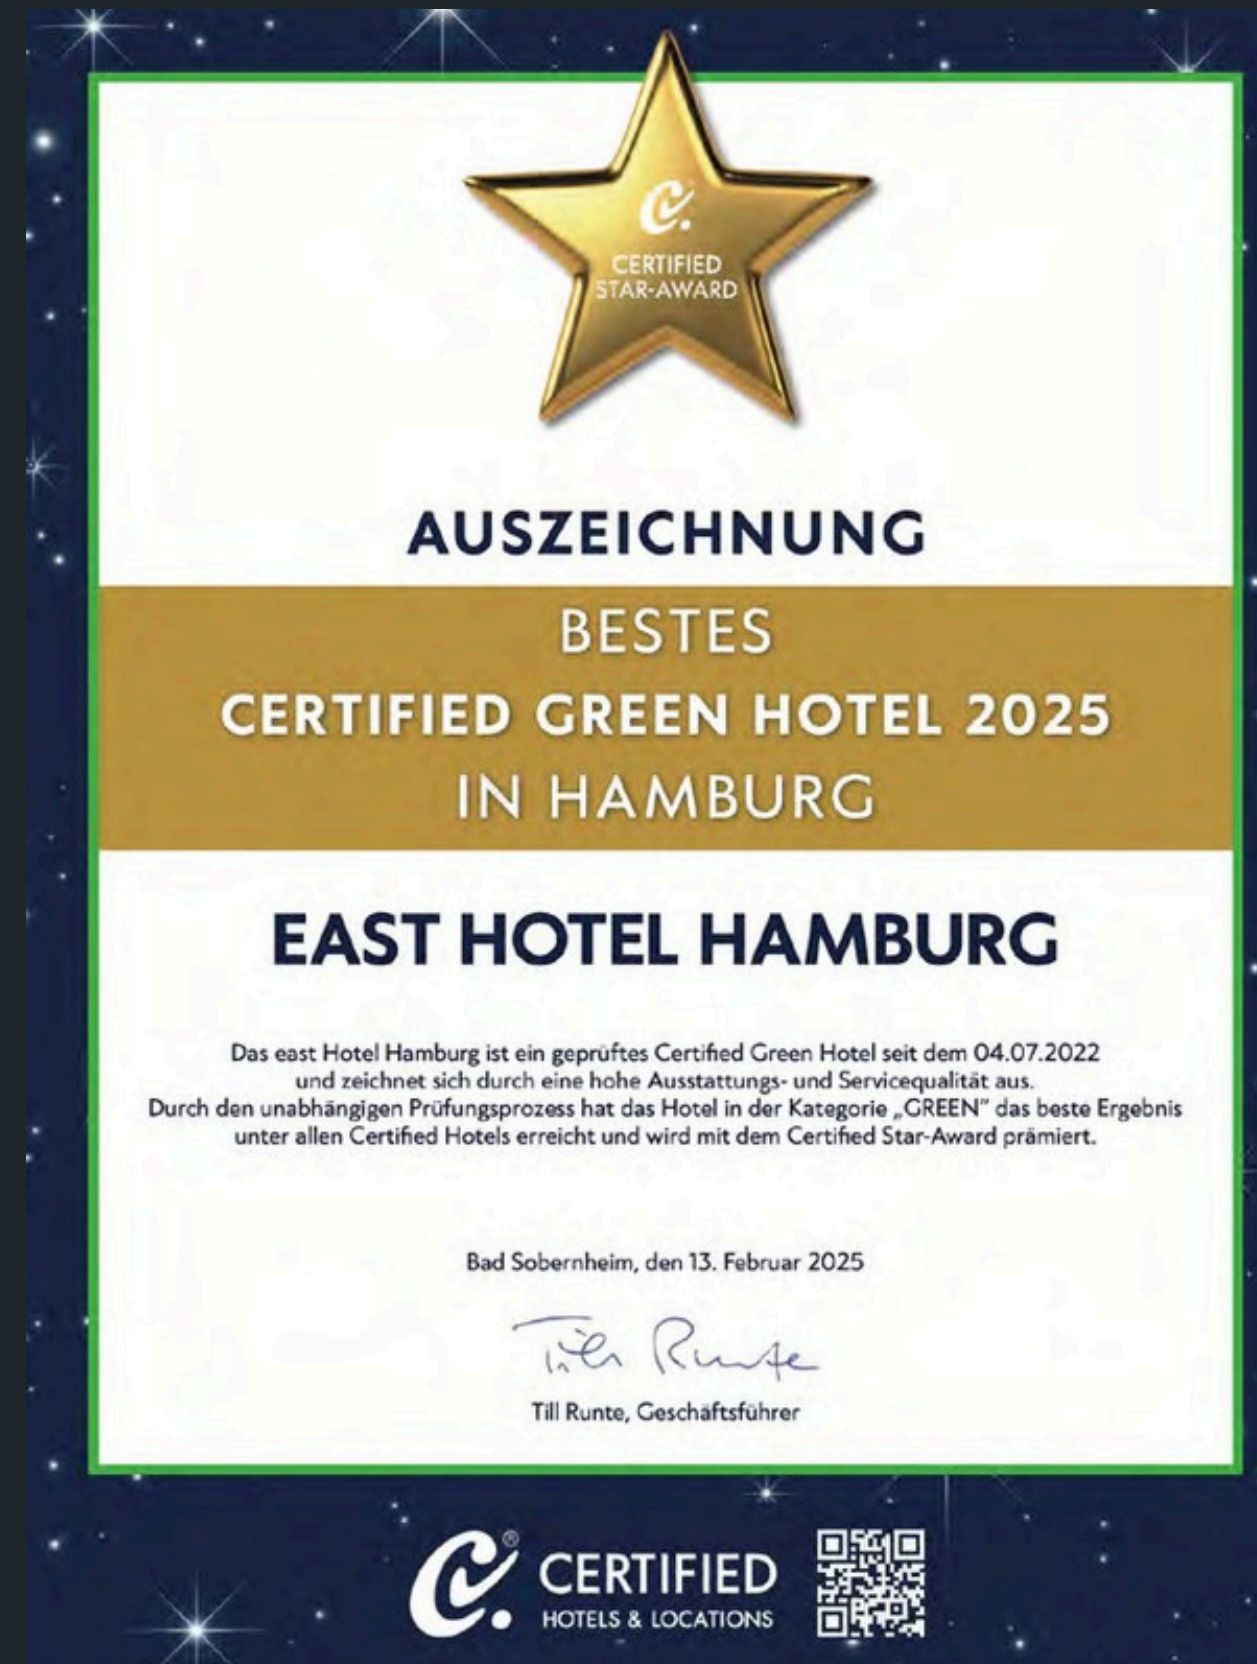 CERTIFIED
STAR-AWARD
AUSZEICHNUNG
BESTES
CERTIFIED GREEN HOTEL 2025
IN HAMBURG
EAST HOTEL HAMBURG
Das east Hotel Hamburg ist ein geprüftes Certified Green Hotel seit dem 04.07.2022
und zeichnet sich durch eine hohe Ausstattungs- und Servicequalität aus.
Durch den unabhängigen Prüfungsprozess hat das Hotel in der Kategorie „GREEN” das beste Ergebnis
unter allen Certified Hotels erreicht und wird mit dem Certified Star-Award prämiert.
Bad Sobernheim, den 13. Februar 2025
Till Runte
Till Runte, Geschäftsführer
®
CERTIFIED
HOTELS & LOCATIONS